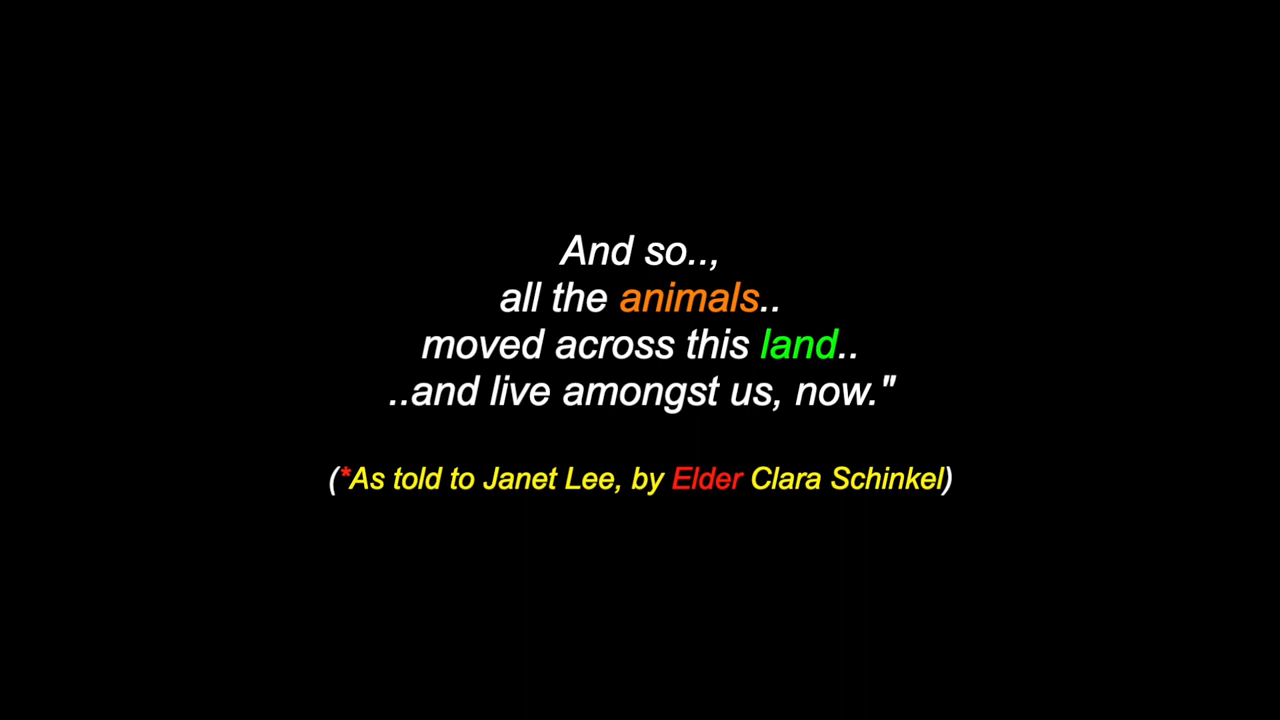 And so..,
all the animals..
moved across this land..
..and live amongst us, now."
(*As told to Janet Lee, by Elder Clara Schinkel)